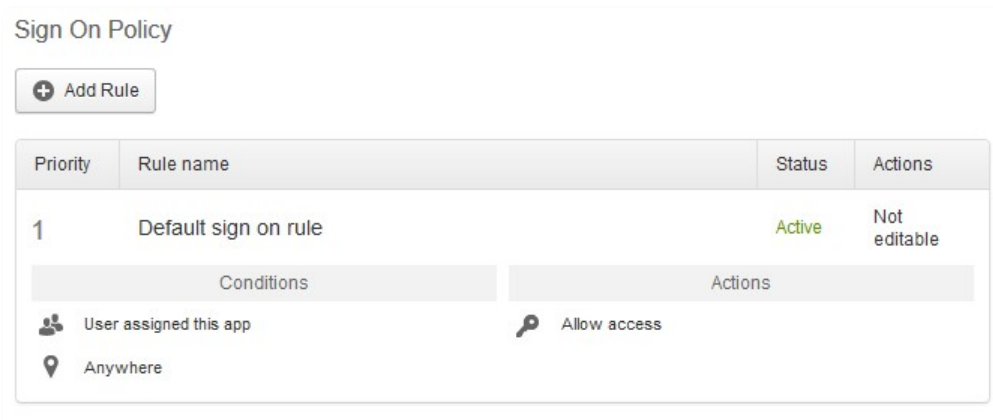 Sign On Policy
Add Rule
Priority Rule name Status Actions
1 Default sign on rule Active Not editable
Conditions Actions
User assigned this app Allow access
Anywhere